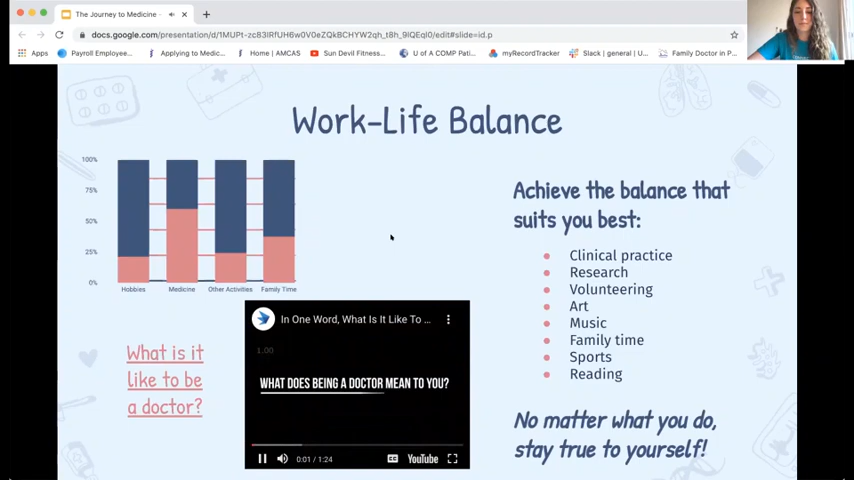 The Journey to Medicine -
docs.google.com/presentation/d/1MUPt-zc83lRfUH6w0V0eZQkBCHYW2qh_t8h_9lQEql0/edit#slide=id.p
Apps
Payroll Employee...
Applying to Medic...
Home | AMCAS
Sun Devil Fitness...
U of A COMP Pati...
myRecordTracker
Slack | general | U...
Family Doctor in P...
Work-Life Balance
100%
75%
50%
25%
0%
Hobbies
Medicine
Other Activities
Family Time
Achieve the balance that
suits you best:
Clinical practice
Research
Volunteering
Art
Music
Family time
Sports
Reading
What is it
like to be
a doctor?
In One Word, What Is It Like To ...
1.00
WHAT DOES BEING A DOCTOR MEAN TO YOU?
0:01 / 1:24
CC
YouTube
No matter what you do,
stay true to yourself!